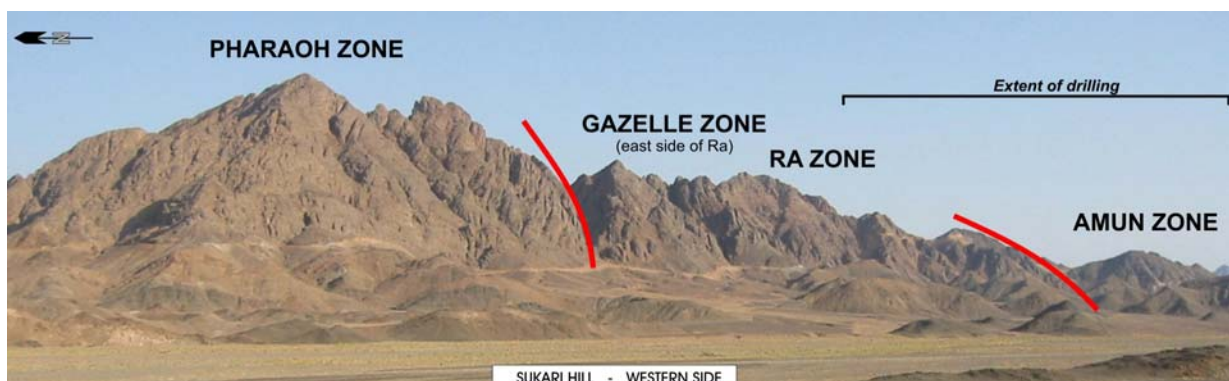 N
PHARAOH ZONE
Extent of drilling
GAZELLE ZONE
(east side of Ra)
RA ZONE
AMUN ZONE
SUKARI HILL - WESTERN SIDE